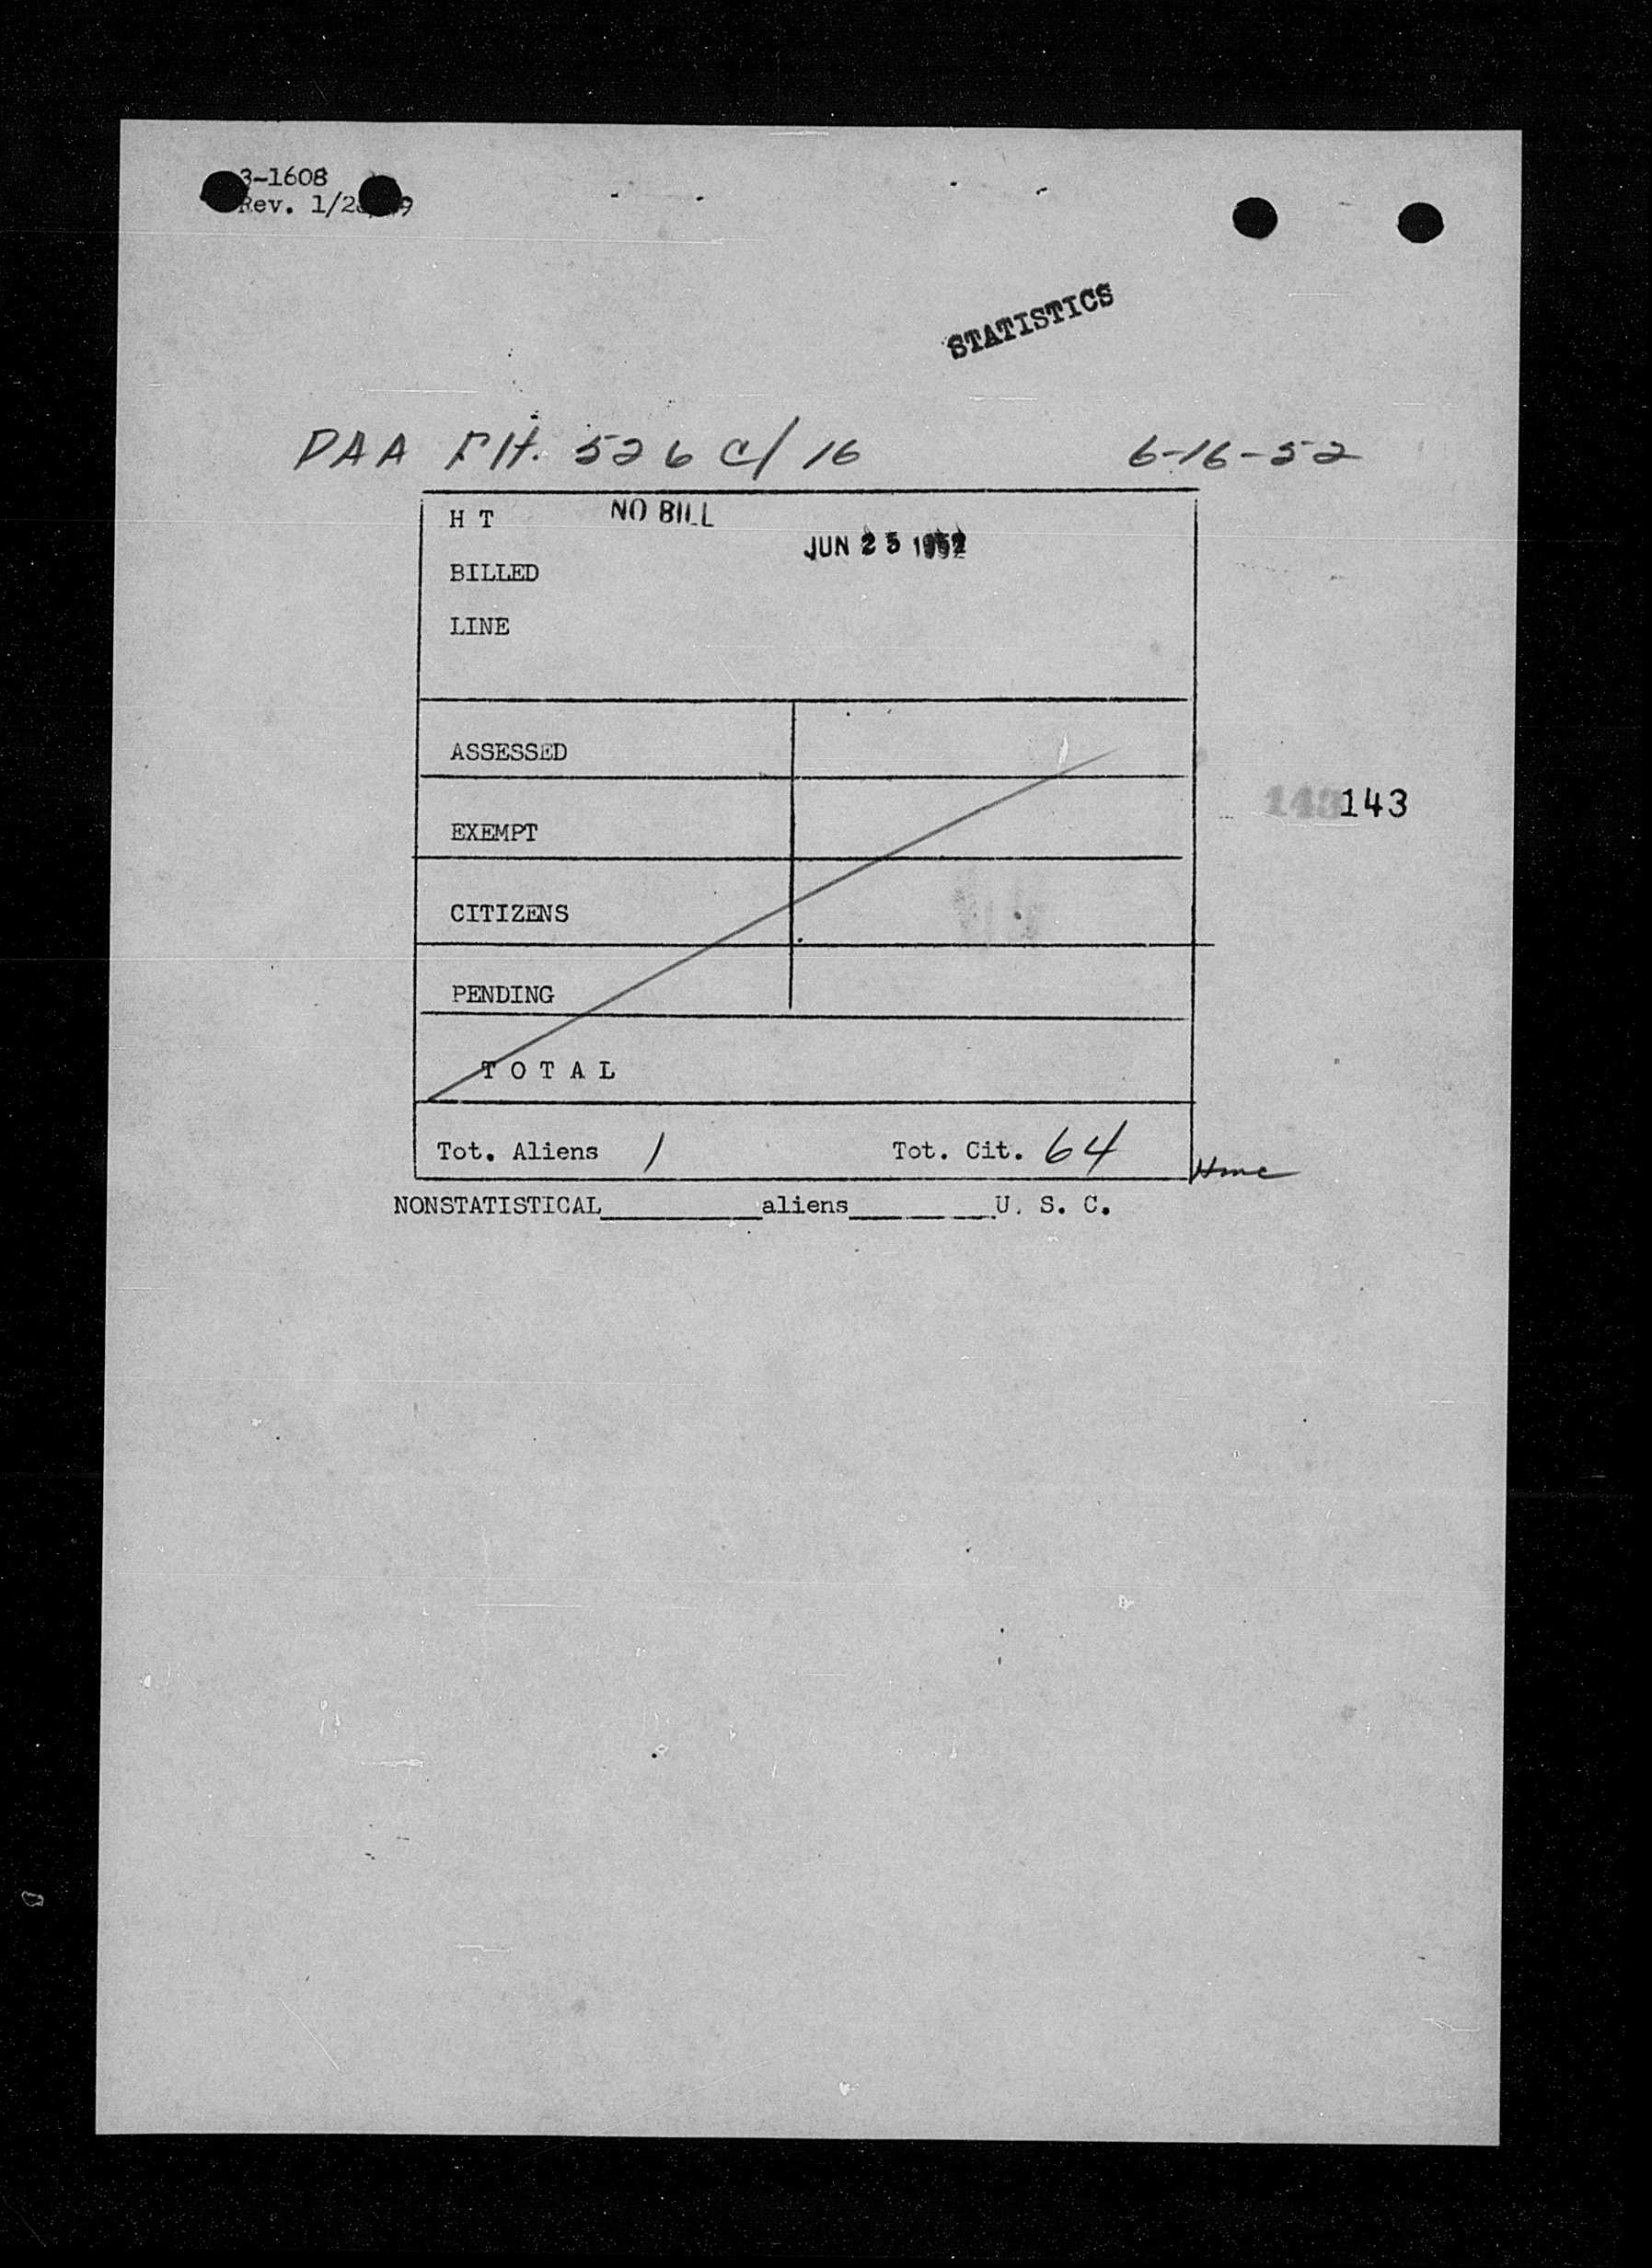 3-1608
Rev. 1/2
STATISTICS
PAA Flt. 526 C/16 6-16-52
H T NO BILL
JUN 25 1952
BILLED
LINE
ASSESSED
EXEMPT
143
CITIZENS
PENDING
T O T A L
Tot. Aliens 1 Tot. Cit. 64
NONSTATISTICAL aliens U. S. C.